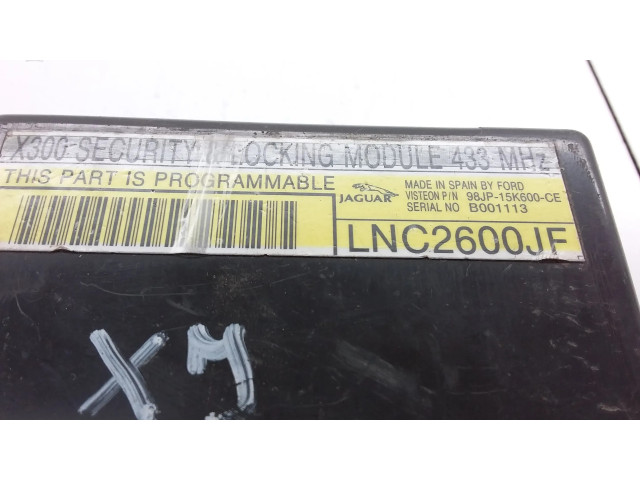 X300 SECURITY LOCKING MODULE 433 MHz
THIS PART IS PROGRAMMABLE
JAGUAR
MADE IN SPAIN BY FORD
VISTEON P/N 98JP-15K600-CE
SERIAL NO B001113
LNC2600JF